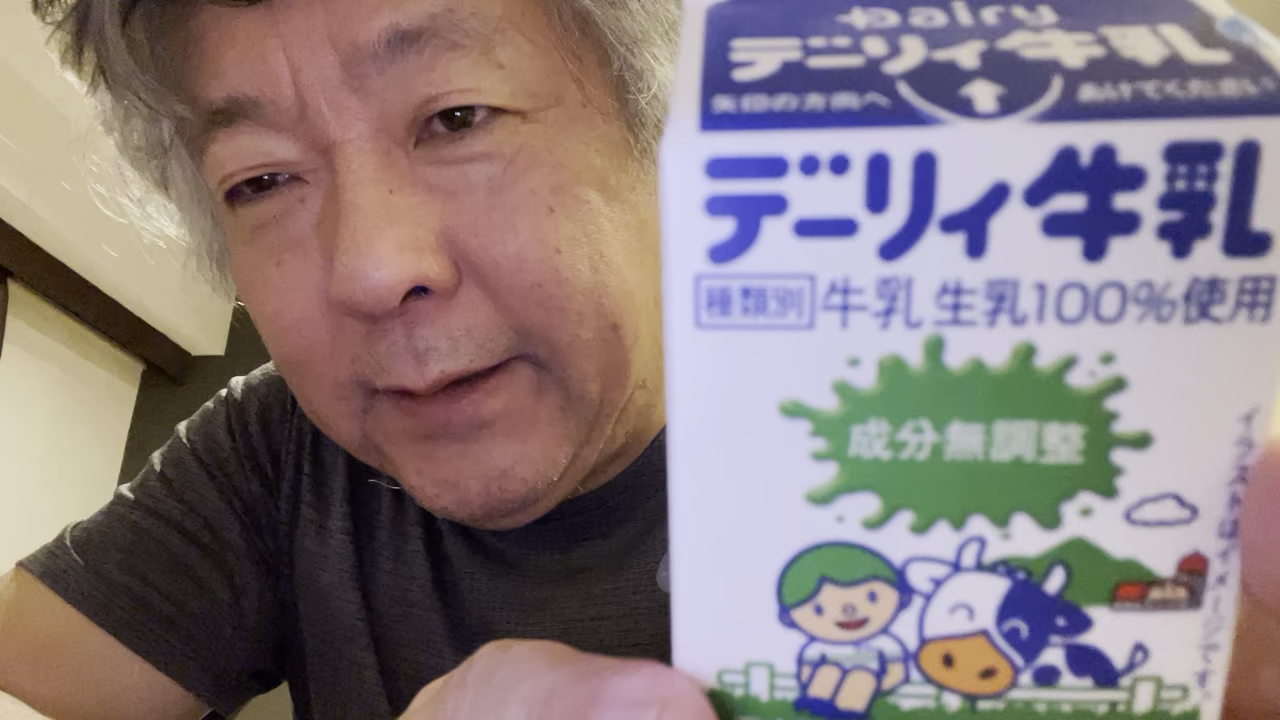 Dairy
デーリィ牛乳
矢印の方向へ
あけてください
デーリィ牛乳
種類別 牛乳 生乳100%使用
成分無調整